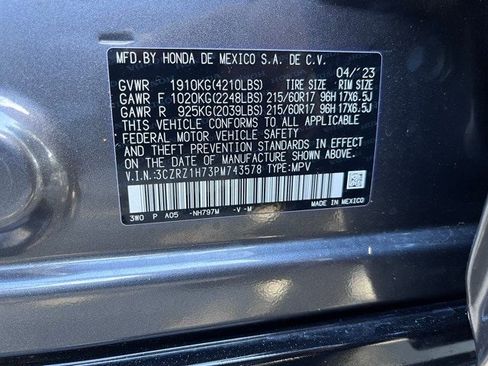 MFD.BY HONDA DE MEXICO S.A. DE C.V.
04/'23
GVWR 1910KG(4210LBS) TIRE SIZE RIM SIZE
GAWR F 1020KG(2248LBS) 215/60R17 96H 17X6.5J
GAWR R 925KG(2039LBS) 215/60R17 96H 17X6.5J
THIS VEHICLE CONFORMS TO ALL APPLICABLE
FEDERAL MOTOR VEHICLE SAFETY
AND THEFT PREVENTION STANDARDS IN EFFECT
ON THE DATE OF MANUFACTURE SHOWN ABOVE.
V.I.N.:3CZRZ1H73PM743578 TYPE:MPV
3WO P A05 -NH797M -V -M MADE IN MEXICO